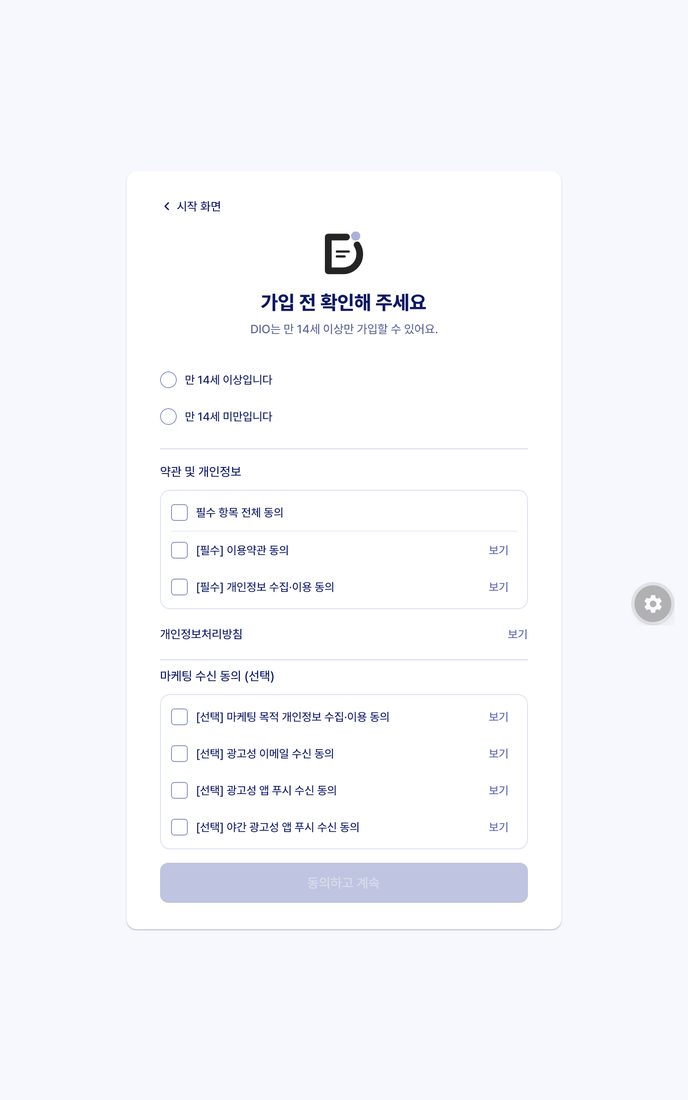 시작 화면
가입 전 확인해 주세요
DIO는 만 14세 이상만 가입할 수 있어요.
만 14세 이상입니다
만 14세 미만입니다
약관 및 개인정보
필수 항목 전체 동의
[필수] 이용약관 동의 보기
[필수] 개인정보 수집·이용 동의 보기
개인정보처리방침 보기
마케팅 수신 동의 (선택)
[선택] 마케팅 목적 개인정보 수집·이용 동의 보기
[선택] 광고성 이메일 수신 동의 보기
[선택] 광고성 앱 푸시 수신 동의 보기
[선택] 야간 광고성 앱 푸시 수신 동의 보기
동의하고 계속